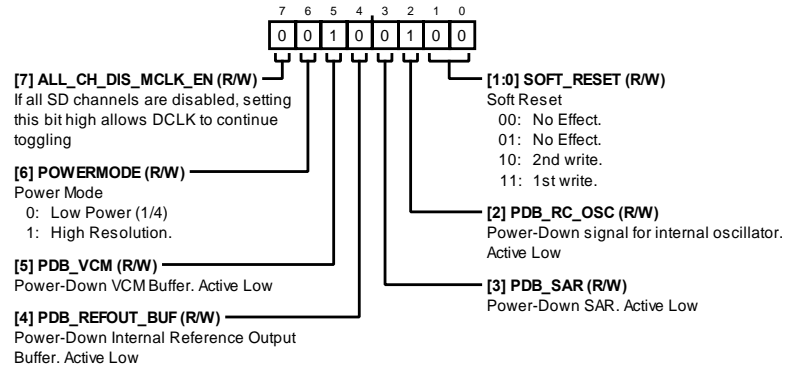 7 6 5 4 3 2 1 0
0 0 1 0 0 1 0 0
[7] ALL_CH_DIS_MCLK_EN (R/W)
If all SD channels are disabled, setting
this bit high allows DCLK to continue
toggling
[6] POWERMODE (R/W)
Power Mode
0: Low Power (1/4)
1: High Resolution.
[5] PDB_VCM (R/W)
Power-Down VCM Buffer. Active Low
[4] PDB_REFOUT_BUF (R/W)
Power-Down Internal Reference Output
Buffer. Active Low
[1:0] SOFT_RESET (R/W)
Soft Reset
00: No Effect.
01: No Effect.
10: 2nd write.
11: 1st write.
[2] PDB_RC_OSC (R/W)
Power-Down signal for internal oscillator.
Active Low
[3] PDB_SAR (R/W)
Power-Down SAR. Active Low